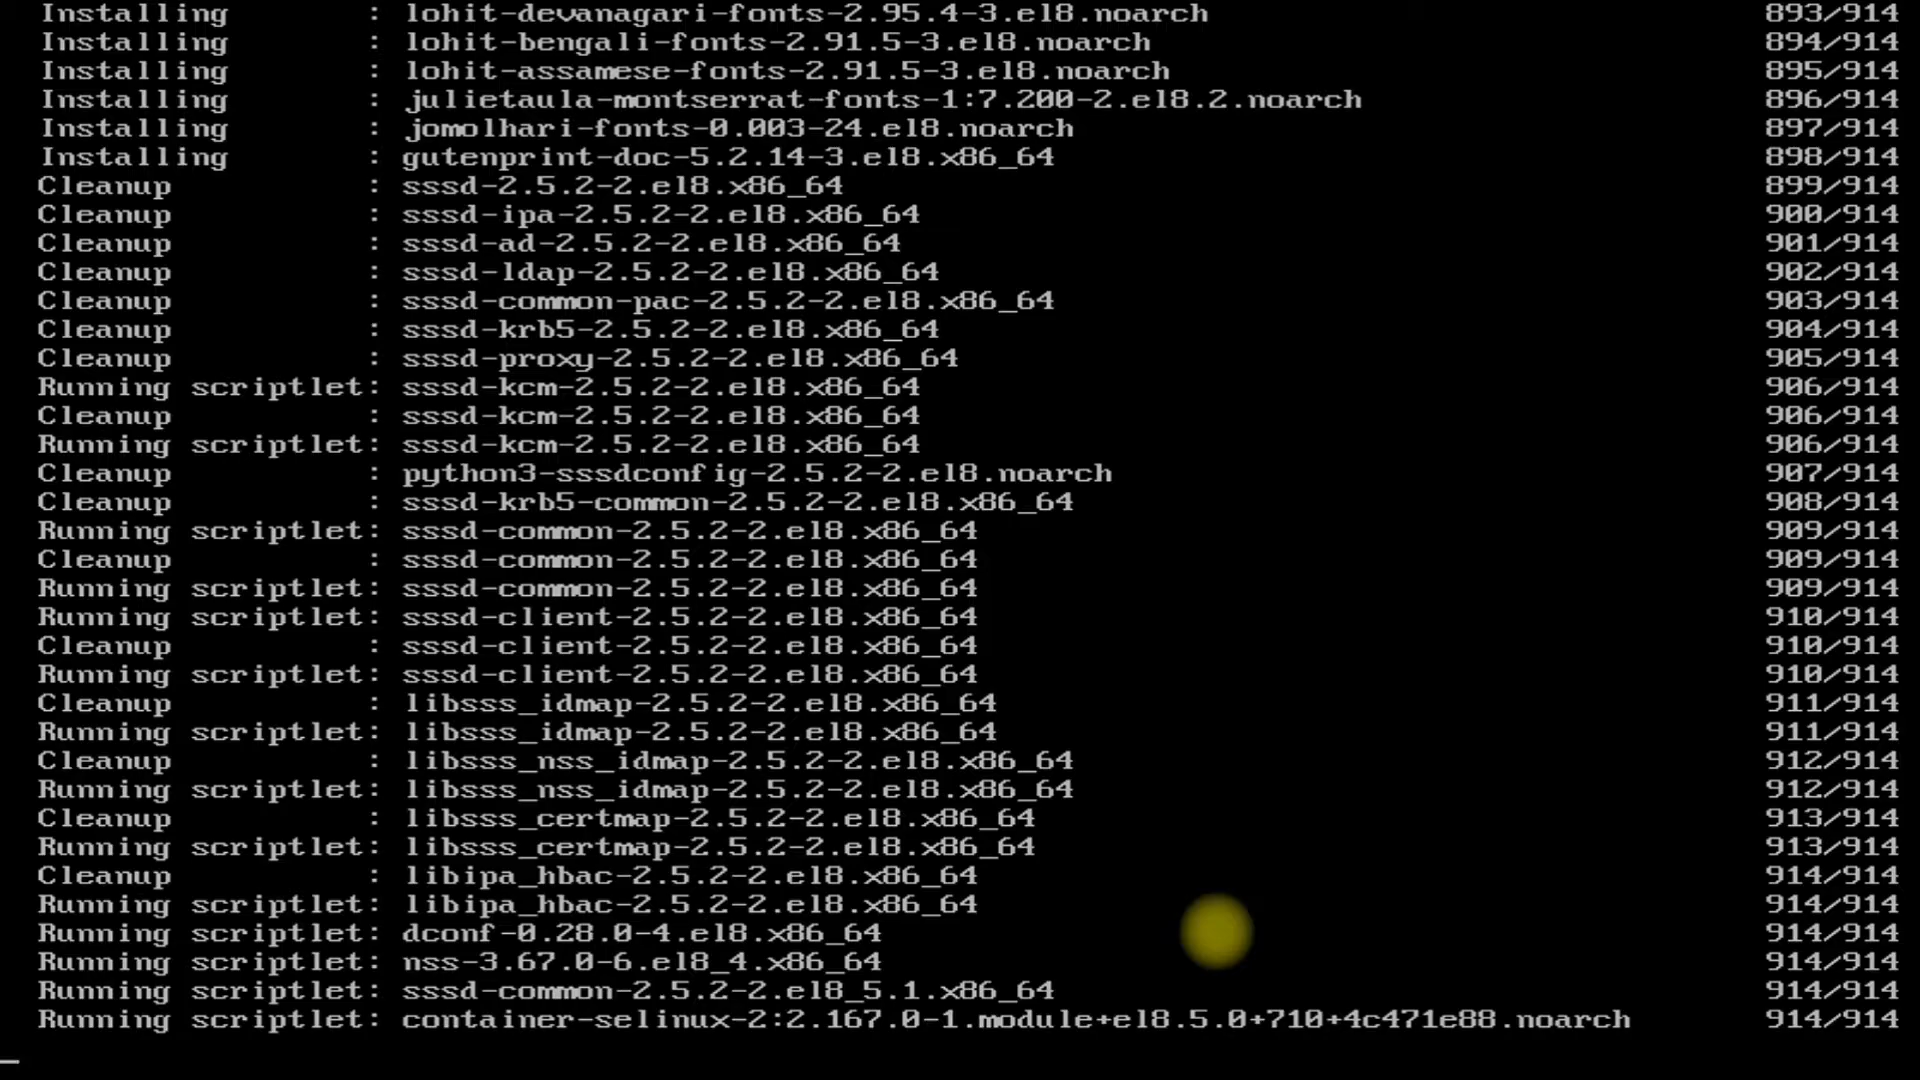 Installing : lohit-devanagari-fonts-2.95.4-3.el8.noarch 893/914
Installing : lohit-bengali-fonts-2.91.5-3.el8.noarch 894/914
Installing : lohit-assamese-fonts-2.91.5-3.el8.noarch 895/914
Installing : julietaula-montserrat-fonts-1:7.200-2.el8.2.noarch 896/914
Installing : jomolhari-fonts-0.003-24.el8.noarch 897/914
Installing : gutenprint-doc-5.2.14-3.el8.x86_64 898/914
Cleanup : sssd-2.5.2-2.el8.x86_64 899/914
Cleanup : sssd-ipa-2.5.2-2.el8.x86_64 900/914
Cleanup : sssd-ad-2.5.2-2.el8.x86_64 901/914
Cleanup : sssd-ldap-2.5.2-2.el8.x86_64 902/914
Cleanup : sssd-common-pac-2.5.2-2.el8.x86_64 903/914
Cleanup : sssd-krb5-2.5.2-2.el8.x86_64 904/914
Cleanup : sssd-proxy-2.5.2-2.el8.x86_64 905/914
Running scriptlet: sssd-kcm-2.5.2-2.el8.x86_64 906/914
Cleanup : sssd-kcm-2.5.2-2.el8.x86_64 906/914
Running scriptlet: sssd-kcm-2.5.2-2.el8.x86_64 906/914
Cleanup : python3-sssdconfig-2.5.2-2.el8.noarch 907/914
Cleanup : sssd-krb5-common-2.5.2-2.el8.x86_64 908/914
Running scriptlet: sssd-common-2.5.2-2.el8.x86_64 909/914
Cleanup : sssd-common-2.5.2-2.el8.x86_64 909/914
Running scriptlet: sssd-common-2.5.2-2.el8.x86_64 909/914
Running scriptlet: sssd-client-2.5.2-2.el8.x86_64 910/914
Cleanup : sssd-client-2.5.2-2.el8.x86_64 910/914
Running scriptlet: sssd-client-2.5.2-2.el8.x86_64 910/914
Cleanup : libsss_idmap-2.5.2-2.el8.x86_64 911/914
Running scriptlet: libsss_idmap-2.5.2-2.el8.x86_64 911/914
Cleanup : libsss_nss_idmap-2.5.2-2.el8.x86_64 912/914
Running scriptlet: libsss_nss_idmap-2.5.2-2.el8.x86_64 912/914
Cleanup : libsss_certmap-2.5.2-2.el8.x86_64 913/914
Running scriptlet: libsss_certmap-2.5.2-2.el8.x86_64 913/914
Cleanup : libipa_hbac-2.5.2-2.el8.x86_64 914/914
Running scriptlet: libipa_hbac-2.5.2-2.el8.x86_64 914/914
Running scriptlet: dconf-0.28.0-4.el8.x86_64 914/914
Running scriptlet: nss-3.67.0-6.el8_4.x86_64 914/914
Running scriptlet: sssd-common-2.5.2-2.el8_5.1.x86_64 914/914
Running scriptlet: container-selinux-2:2.167.0-1.module+el8.5.0+710+4c471e88.noarch 914/914